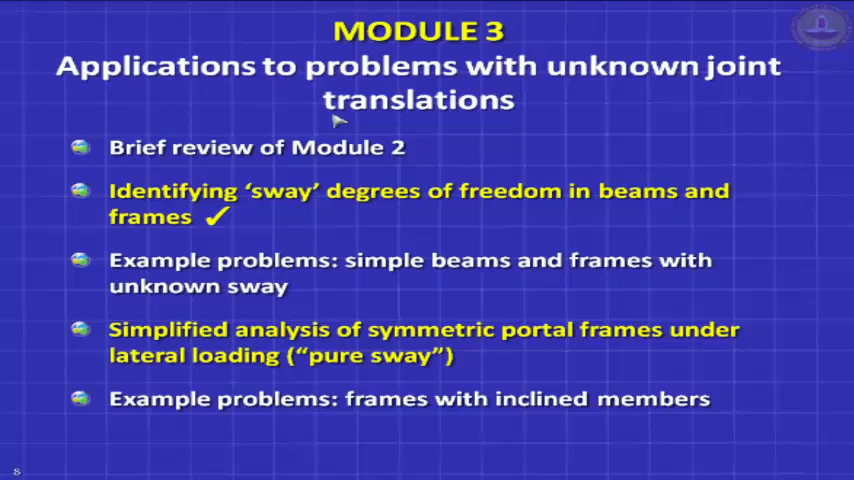 MODULE 3
Applications to problems with unknown joint
translations
Brief review of Module 2
Identifying ‘sway’ degrees of freedom in beams and
frames ✓
Example problems: simple beams and frames with
unknown sway
Simplified analysis of symmetric portal frames under
lateral loading (“pure sway”)
Example problems: frames with inclined members
8